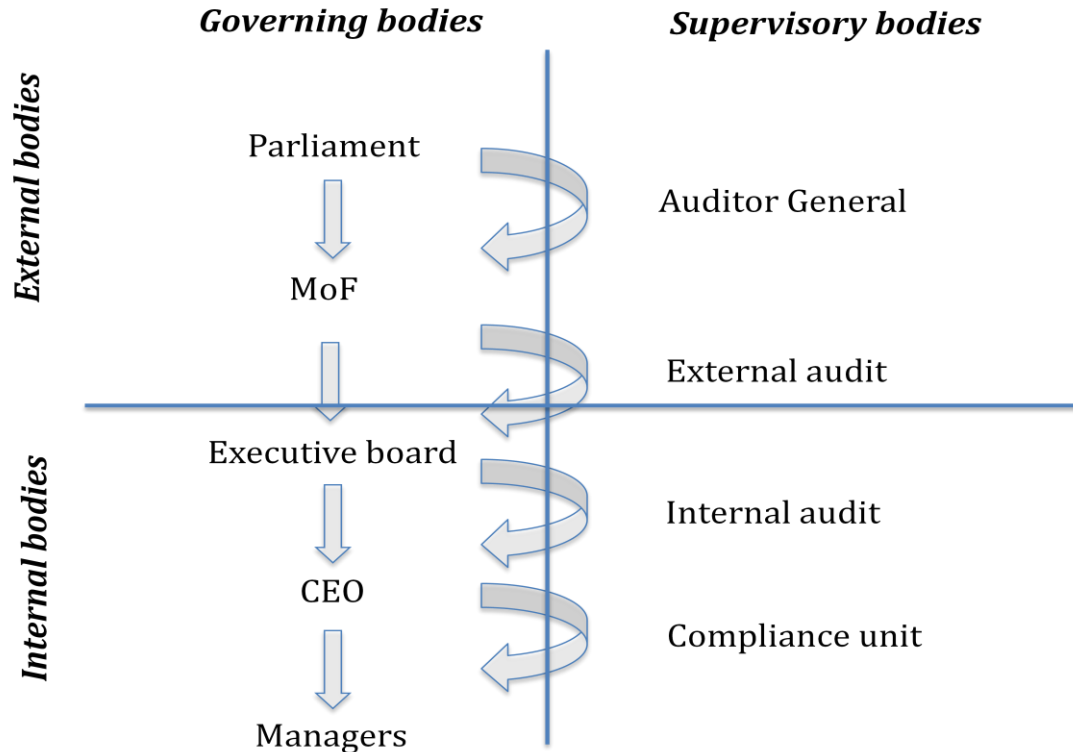 Governing bodies
Supervisory bodies
External bodies
Parliament
Auditor General
MoF
External audit
Executive board
Internal bodies
Internal audit
CEO
Compliance unit
Managers